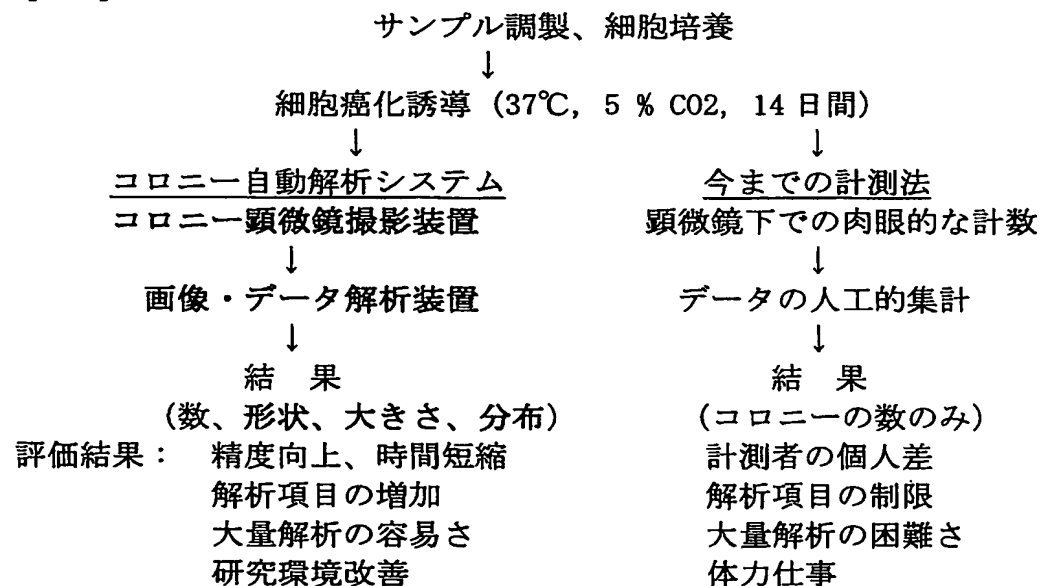 サンプル調製、細胞培養
↓
細胞癌化誘導 (37℃, 5 % CO2, 14 日間)
↓ ↓
コロニー自動解析システム 今までの計測法
コロニー顕微鏡撮影装置 顕微鏡下での肉眼的な計数
↓ ↓
画像・データ解析装置 データの人工的集計
↓ ↓
結 果 結 果
(数、形状、大きさ、分布) (コロニーの数のみ)
評価結果: 精度向上、時間短縮 計測者の個人差
解析項目の増加 解析項目の制限
大量解析の容易さ 大量解析の困難さ
研究環境改善 体力仕事